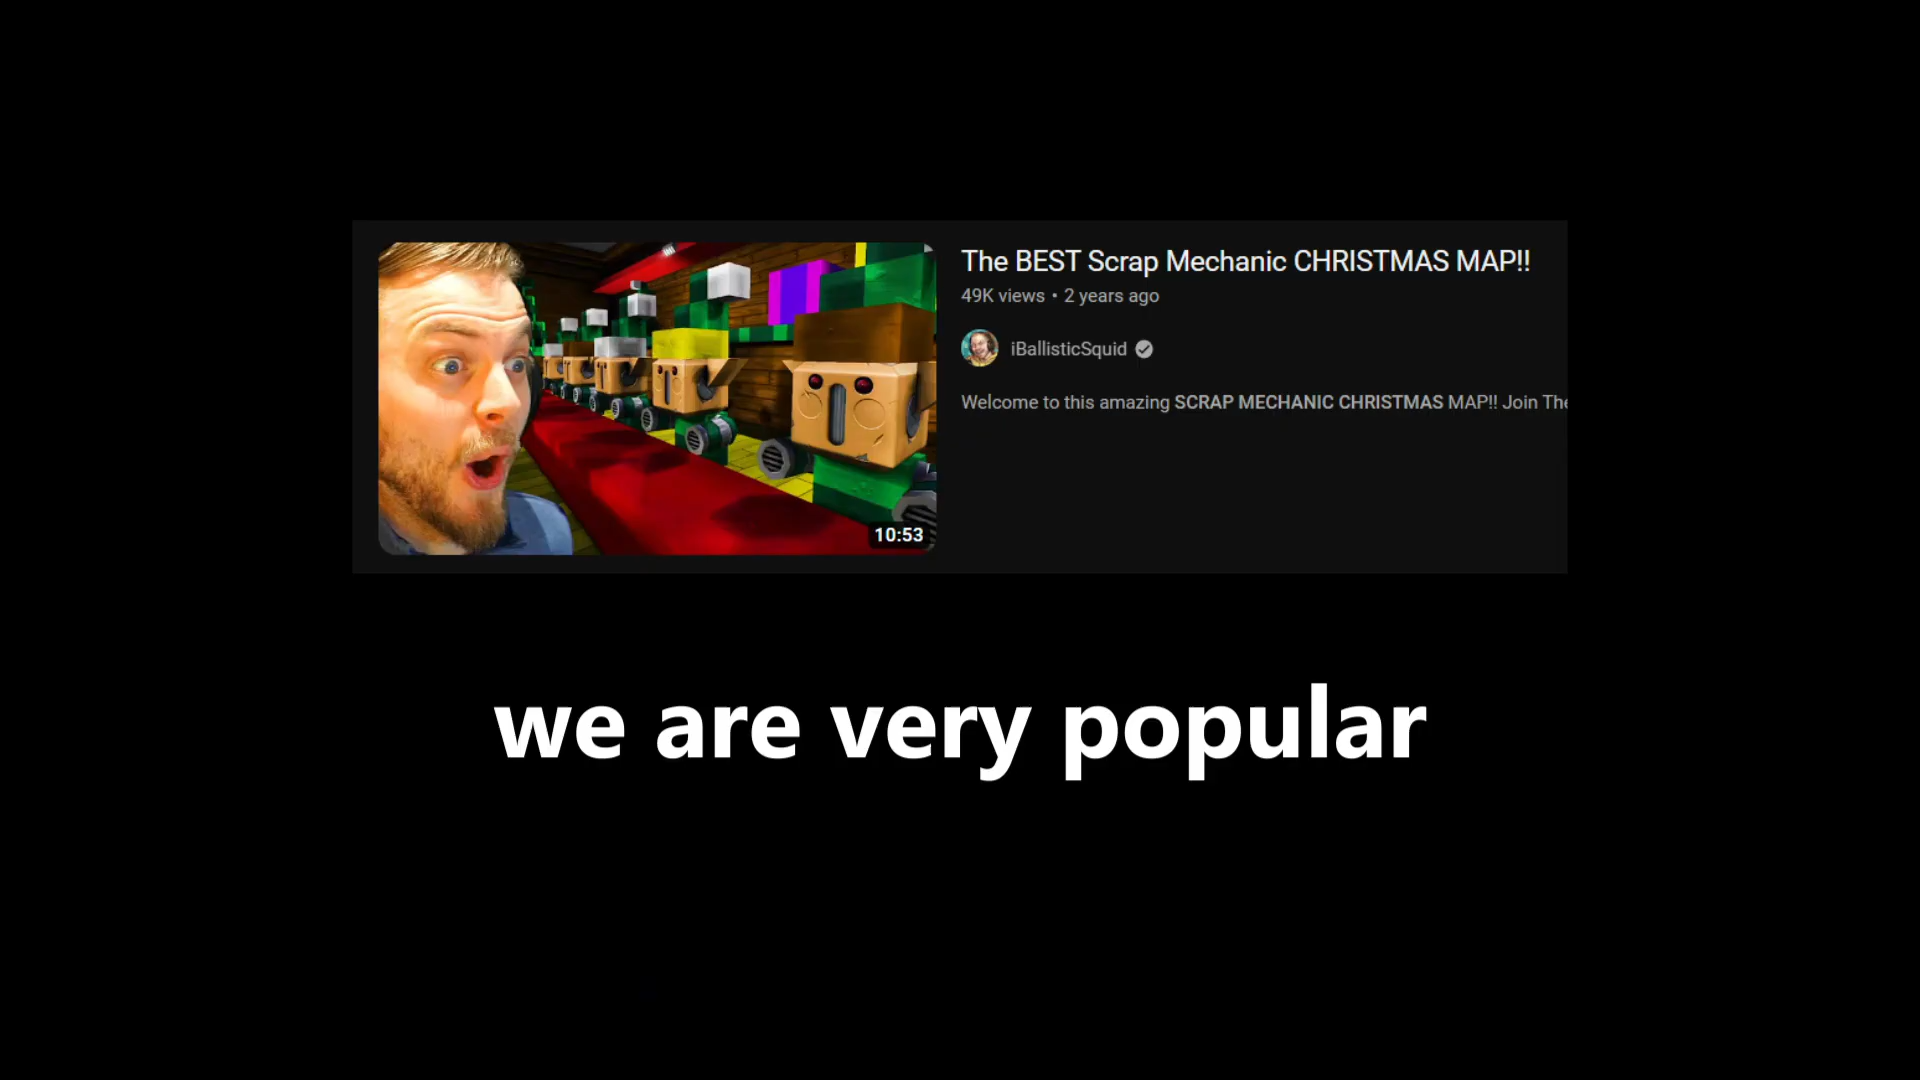 The BEST Scrap Mechanic CHRISTMAS MAP!!
49K views • 2 years ago
iBallisticSquid
Welcome to this amazing SCRAP MECHANIC CHRISTMAS MAP!! Join The
10:53
we are very popular